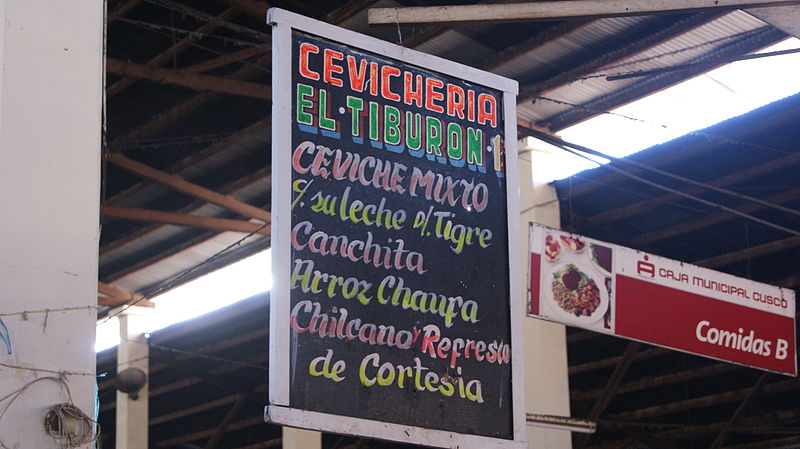 CEVICHERIA
EL·TIBURON·1
CEVICHE MIXTO
c/. su leche d/. Tigre
Canchita
Arroz Chaufa
Chilcano y Refresco
de Cortesia
CAJA MUNICIPAL CUSCO
Comidas B